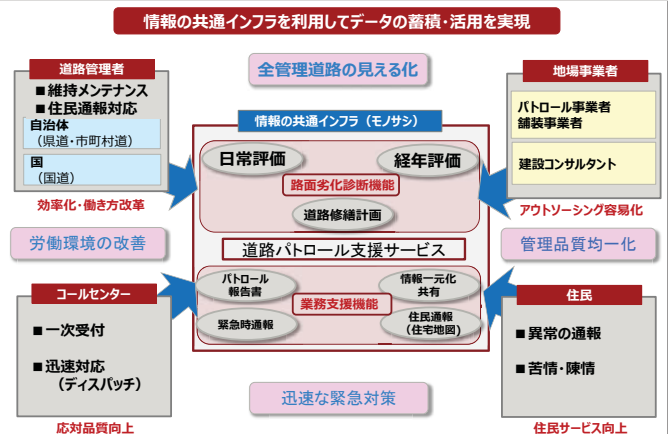 情報の共通インフラを利用してデータの蓄積・活用を実現
全管理道路の見える化
道路管理者
■維持メンテナンス
■住民通報対応
自治体
（県道・市町村道）
国
（国道）
効率化・働き方改革
労働環境の改善
地場事業者
パトロール事業者
舗装事業者
建設コンサルタント
アウトソーシング容易化
管理品質均一化
情報の共通インフラ（モノサシ）
日常評価
経年評価
路面劣化診断機能
道路修繕計画
道路パトロール支援サービス
パトロール
報告書
情報一元化
共有
業務支援機能
緊急時通報
住民通報
（住宅地図）
コールセンター
■一次受付
■迅速対応
（ディスパッチ）
応対品質向上
迅速な緊急対策
住民
■異常の通報
■苦情・陳情
住民サービス向上